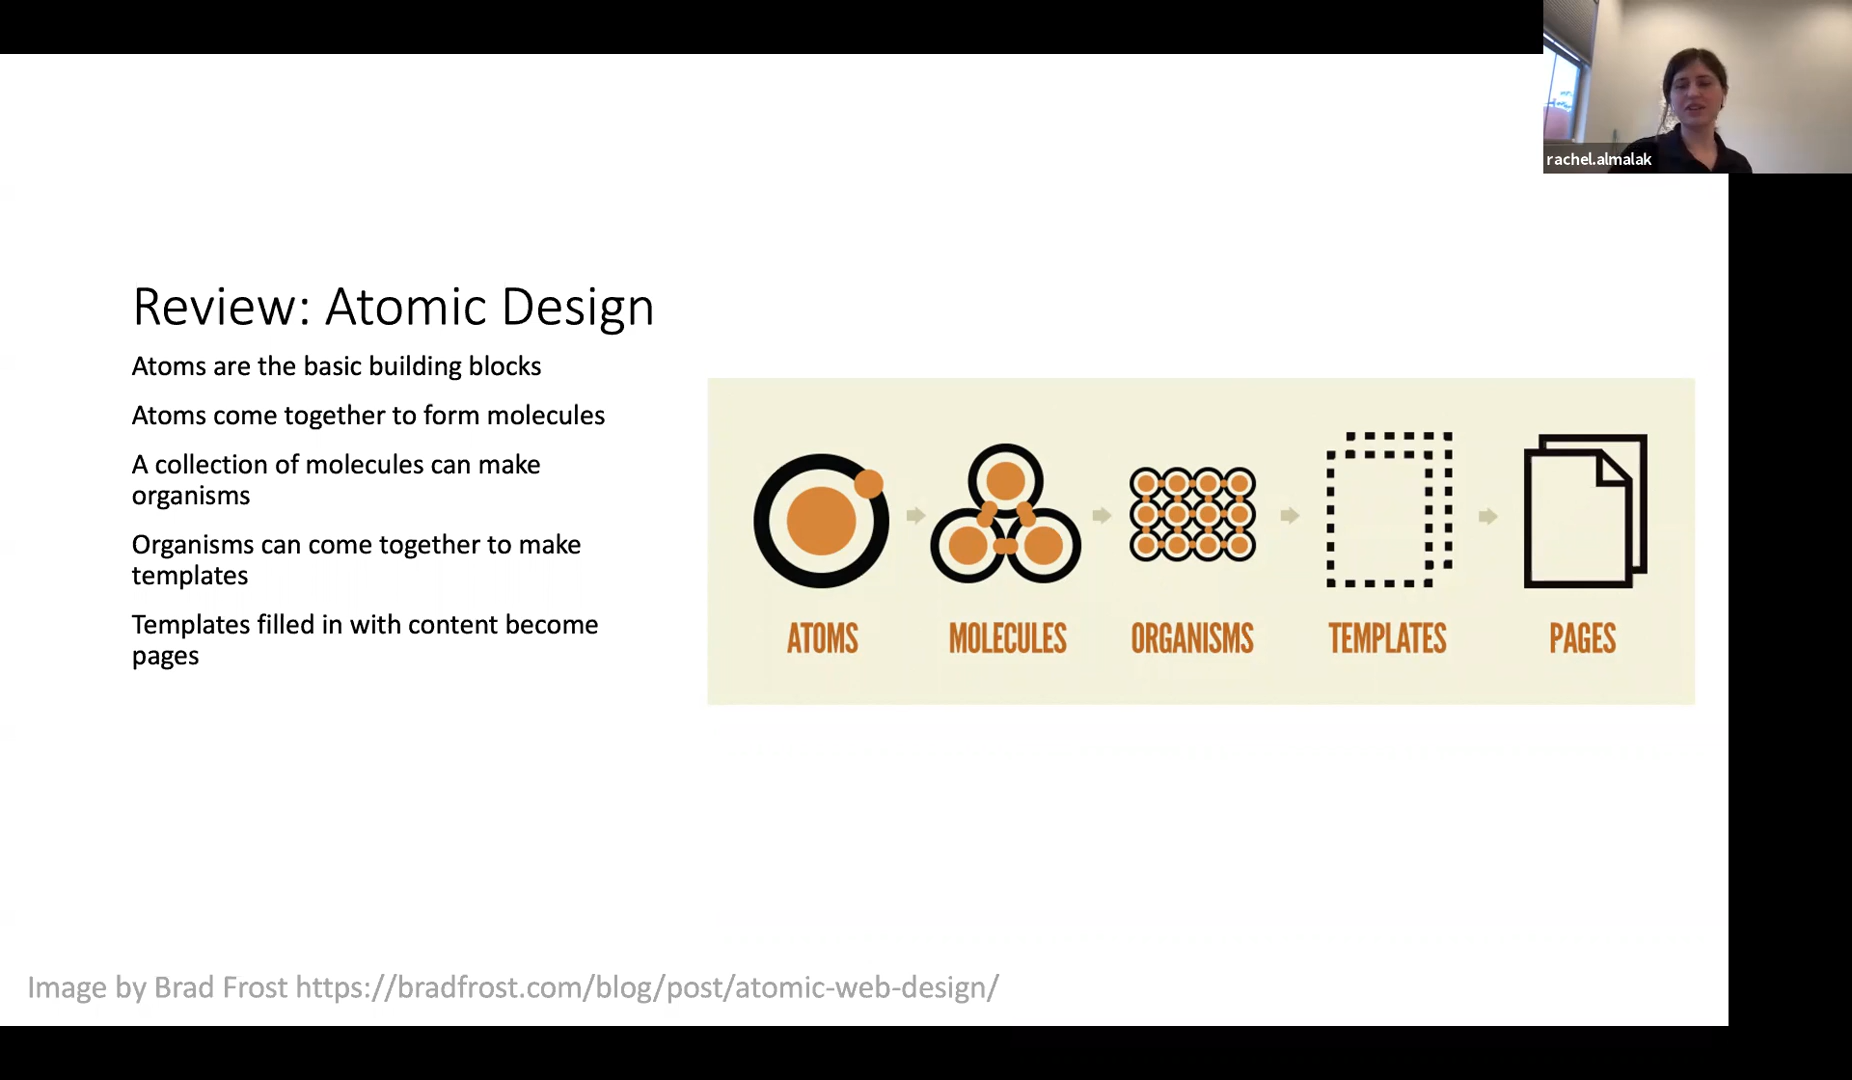 rachel.almalak
Review: Atomic Design
Atoms are the basic building blocks
Atoms come together to form molecules
A collection of molecules can make
organisms
Organisms can come together to make
templates
Templates filled in with content become
pages
ATOMS
MOLECULES
ORGANISMS
TEMPLATES
PAGES
Image by Brad Frost https://bradfrost.com/blog/post/atomic-web-design/